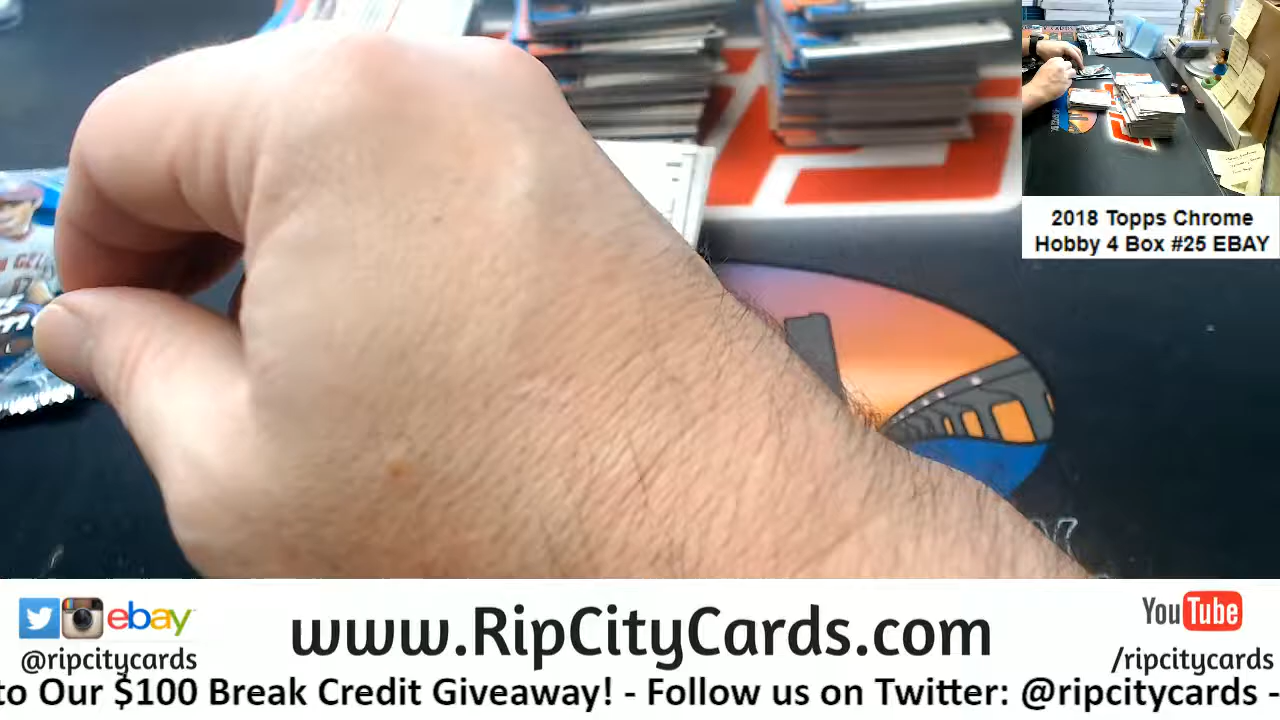 2018 Topps Chrome
Hobby 4 Box #25 EBAY
ebay
@ripcitycards
www.RipCityCards.com
YouTube
/ripcitycards
to Our $100 Break Credit Giveaway! - Follow us on Twitter: @ripcitycards -